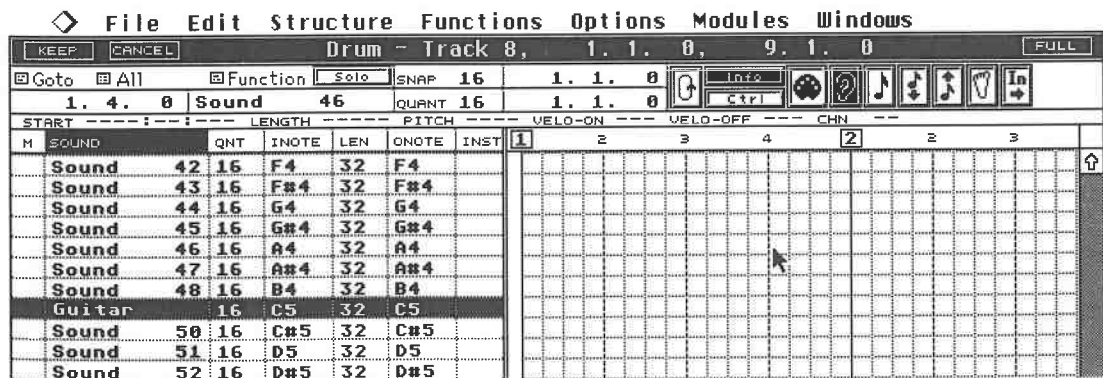 File Edit Structure Functions Options Modules Windows
KEEP CANCEL Drum - Track 8, 1. 1. 0, 9. 1. 0 FULL
Goto All Function Solo SNAP 16 1. 1. 0 Info In
1. 4. 0 Sound 46 QUANT 16 1. 1. 0 Ctrl
START -----:--:--- LENGTH ----- PITCH ---- VELO-ON --- VELO-OFF --- CHN --
M SOUND QNT INOTE LEN ONOTE INST 1 2 3 4 2 2 3
Sound 42 16 F4 32 F4
Sound 43 16 F#4 32 F#4
Sound 44 16 G4 32 G4
Sound 45 16 G#4 32 G#4
Sound 46 16 A4 32 A4
Sound 47 16 A#4 32 A#4
Sound 48 16 B4 32 B4
Guitar 16 C5 32 C5
Sound 50 16 C#5 32 C#5
Sound 51 16 D5 32 D5
Sound 52 16 D#5 32 D#5